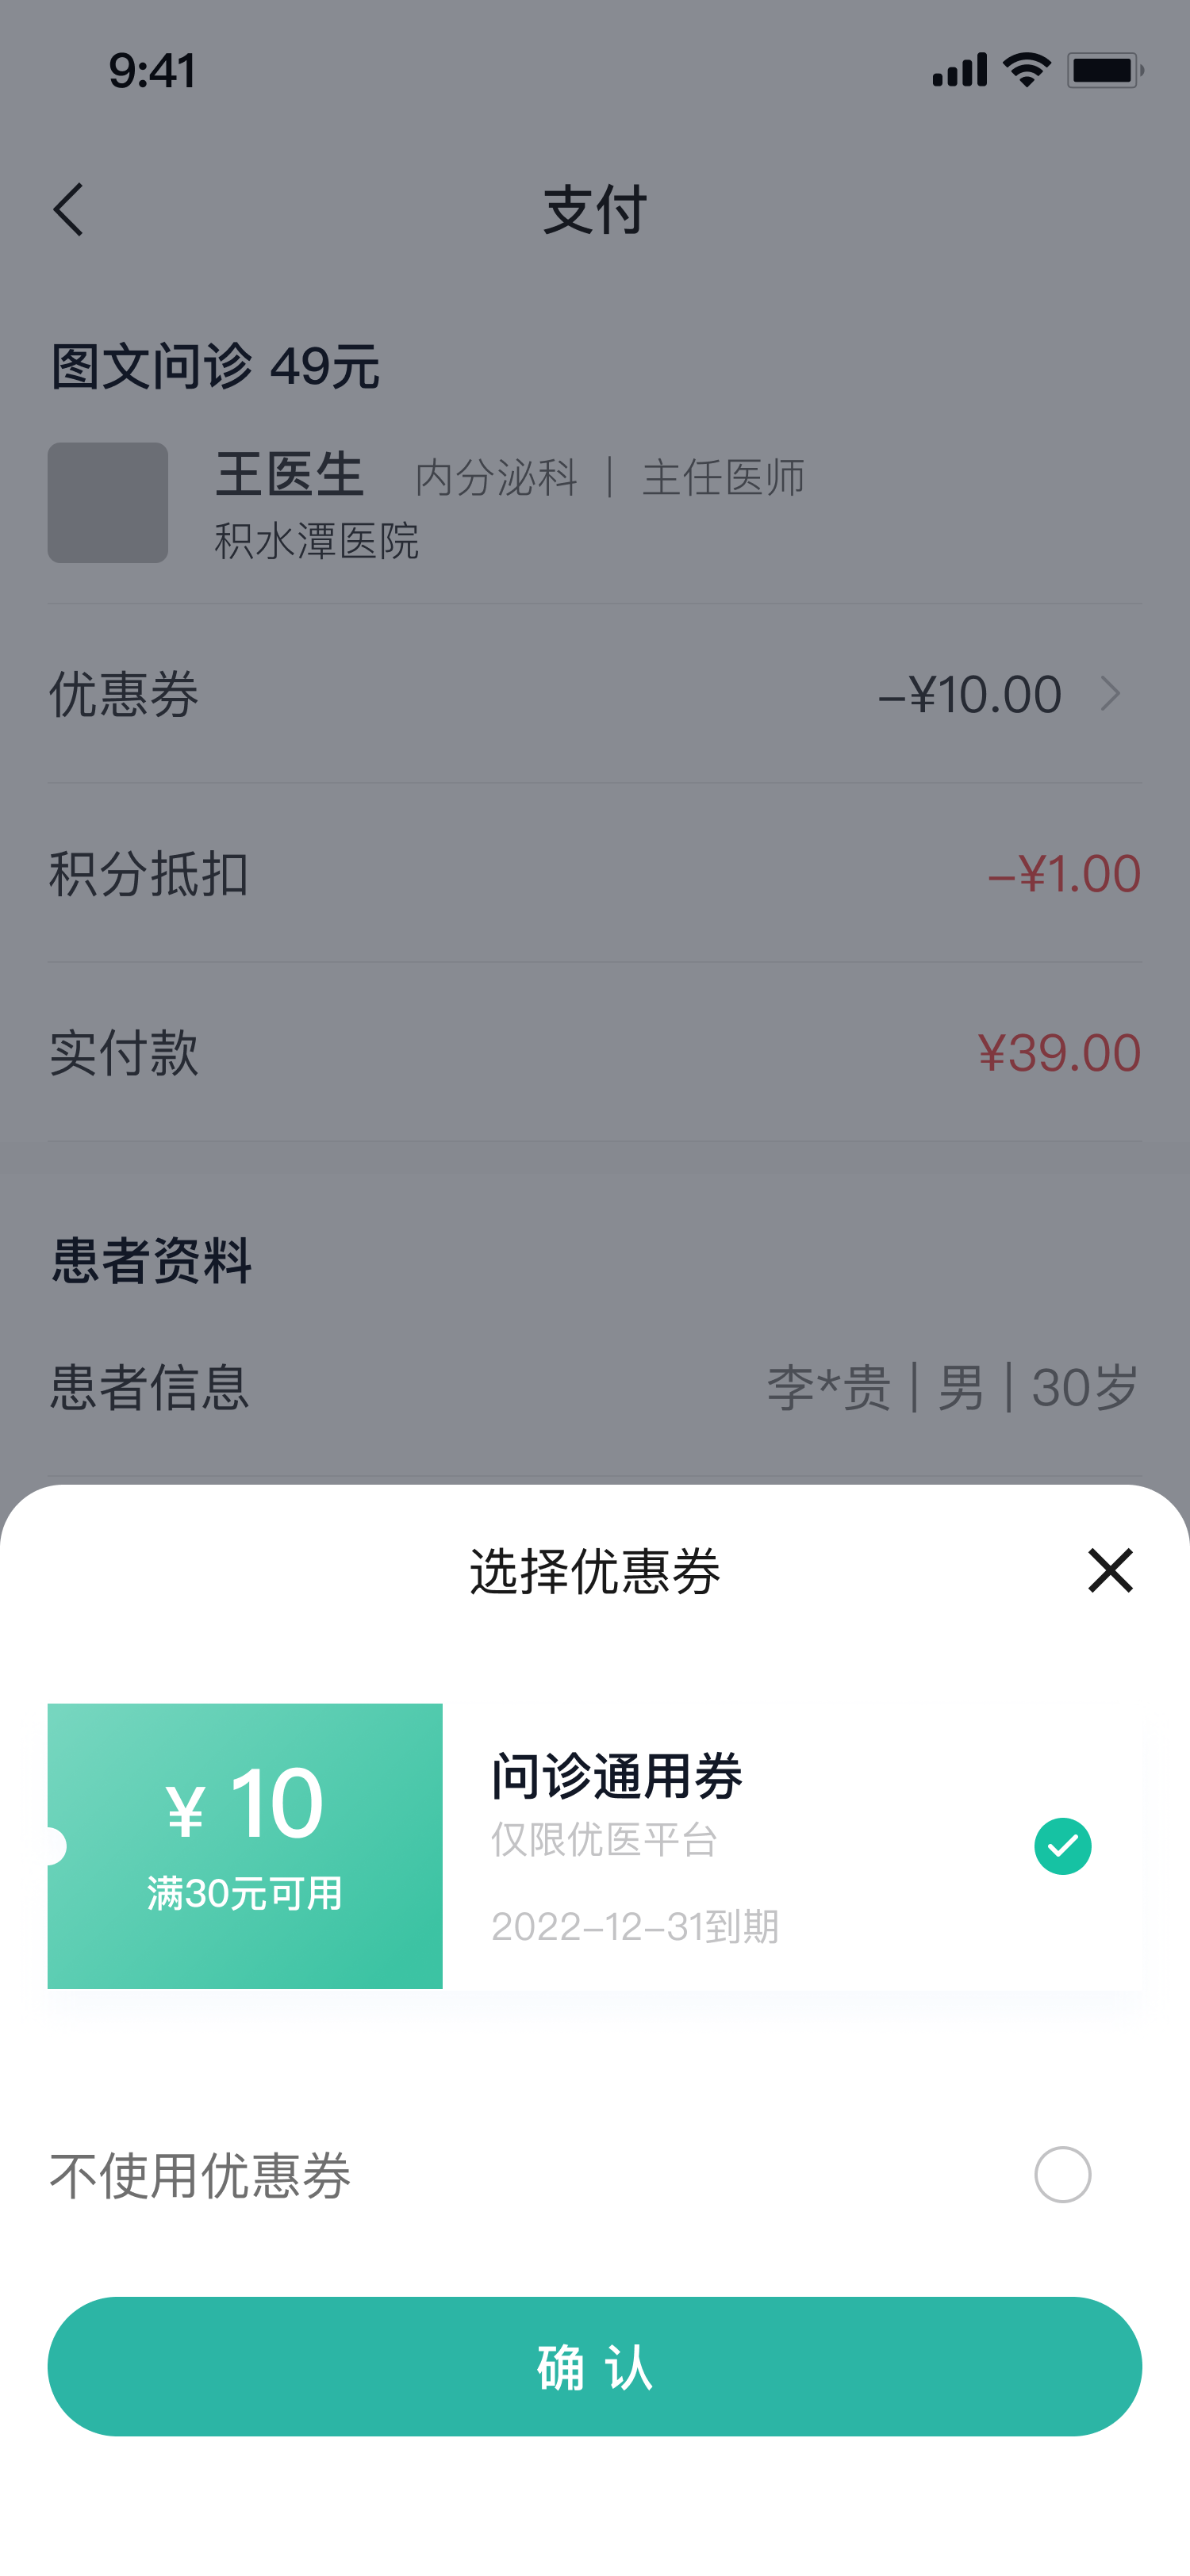 9:41
支付
图文问诊 49元
王医生 内分泌科 | 主任医师
积水潭医院
优惠券 -¥10.00
积分抵扣 -¥1.00
实付款 ¥39.00
患者资料
患者信息 李*贵 | 男 | 30岁
选择优惠券
¥ 10
满30元可用
问诊通用券
仅限优医平台
2022-12-31到期
不使用优惠券
确 认